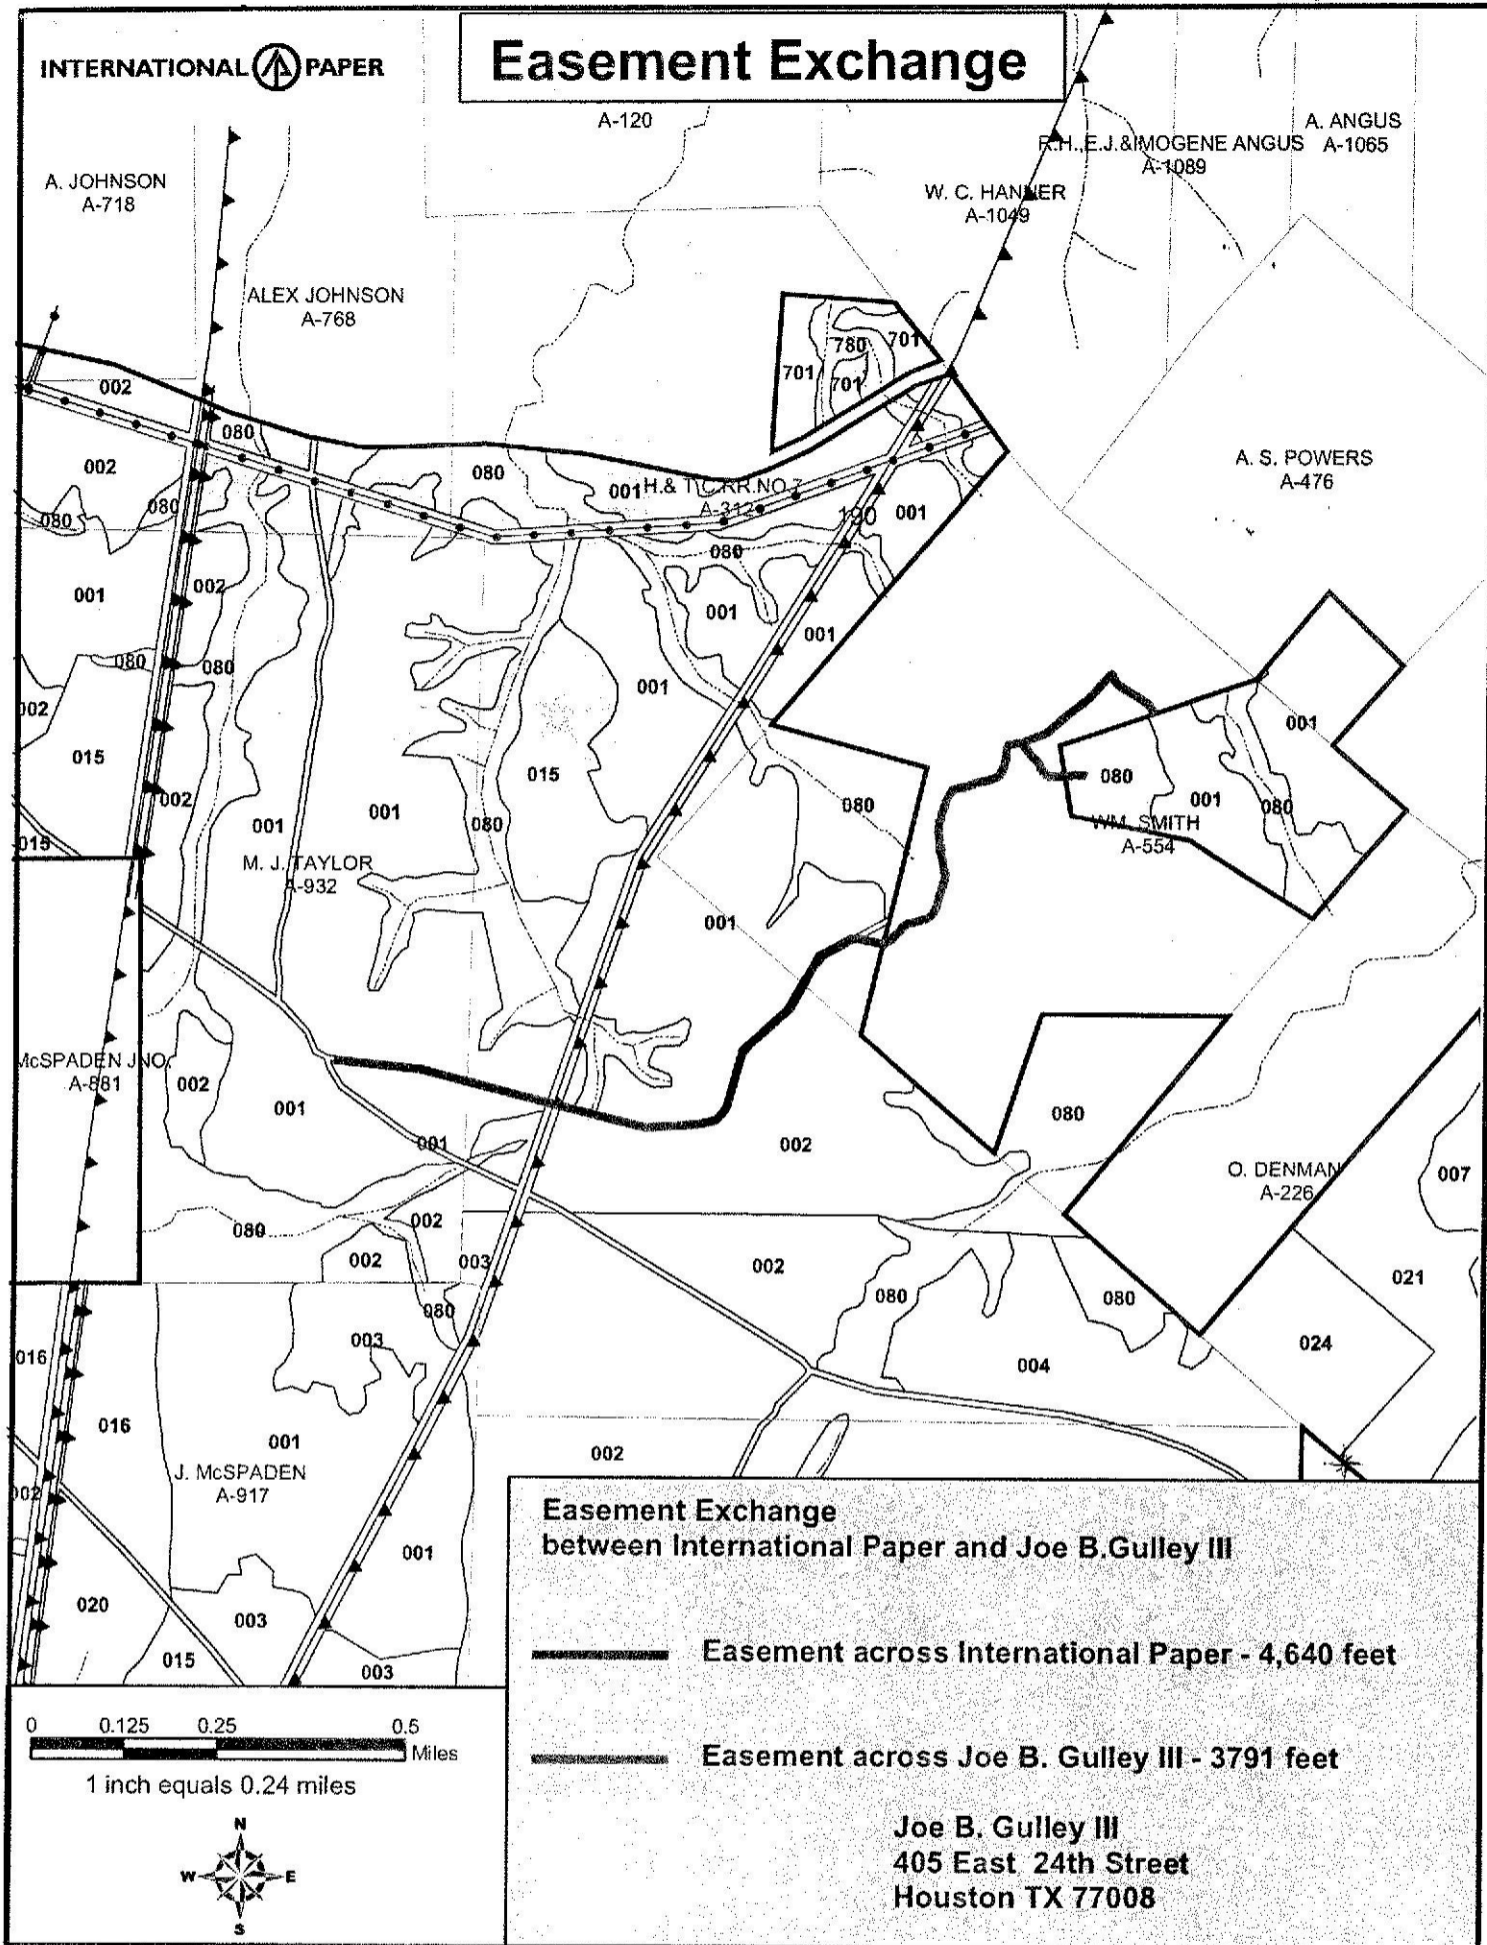 INTERNATIONAL PAPER
Easement Exchange
A-120
A. JOHNSON
A-718
ALEX JOHNSON
A-768
W. C. HANNER
A-1049
R.H.,E.J.&IMOGENE ANGUS
A-1089
A. ANGUS
A-1065
701
780
701
701
002
080
A. S. POWERS
A-476
002
080
080
080
001
H.& T.C.RR.NO.7
A-312
190
001
080
001
002
001
001
080
080
001
002
015
002
015
001
001
080
015
080
001
080
001
080
WM. SMITH
A-554
M. J. TAYLOR
A-932
001
McSPADEN JNO.
A-881
002
001
001
002
080
O. DENMAN
A-226
007
080
002
002
003
002
080
080
080
021
016
003
004
024
016
001
002
J. McSPADEN
A-917
002
001
020
003
015
003
Easement Exchange
between International Paper and Joe B.Gulley III
Easement across International Paper - 4,640 feet
Easement across Joe B. Gulley III - 3791 feet
Joe B. Gulley III
405 East 24th Street
Houston TX 77008
0 0.125 0.25 0.5
Miles
1 inch equals 0.24 miles
N
W E
S